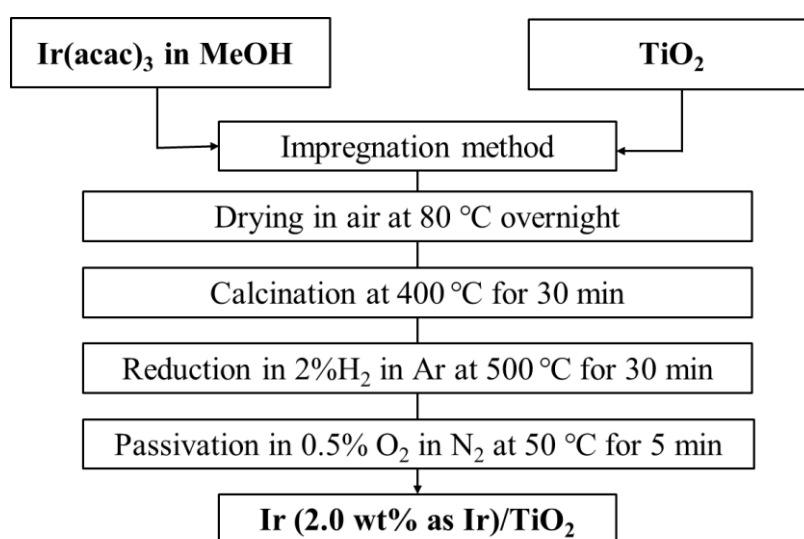 Ir(acac)₃ in MeOH
TiO₂
Impregnation method
Drying in air at 80 ℃ overnight
Calcination at 400 ℃ for 30 min
Reduction in 2%H₂ in Ar at 500 ℃ for 30 min
Passivation in 0.5% O₂ in N₂ at 50 ℃ for 5 min
Ir (2.0 wt% as Ir)/TiO₂